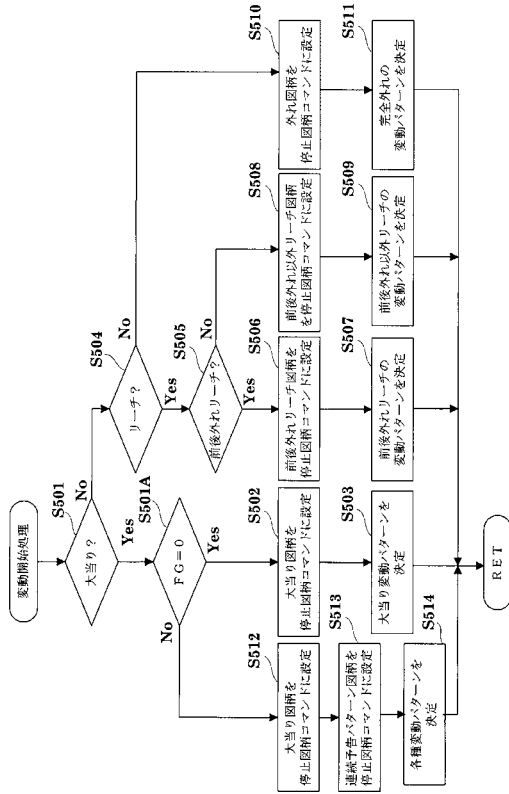 変動開始処理
S501
大当り？
No
Yes
S504
リーチ？
No
Yes
S501A
FG＝0
No
Yes
S505
前後外れリーチ？
No
Yes
S512
大当り図柄を
停止図柄コマンドに設定
S502
大当り図柄を
停止図柄コマンドに設定
S506
前後外れリーチ図柄を
停止図柄コマンドに設定
S508
前後外れ以外リーチ図柄
を停止図柄コマンドに設定
S510
外れ図柄を
停止図柄コマンドに設定
S513
連続予告パターン図柄を
停止図柄コマンドに設定
S503
大当り変動パターンを
決定
S507
前後外れリーチの
変動パターンを決定
S509
前後外れ以外リーチの
変動パターンを決定
S511
完全外れの
変動パターンを決定
S514
各種変動パターンを
決定
RET